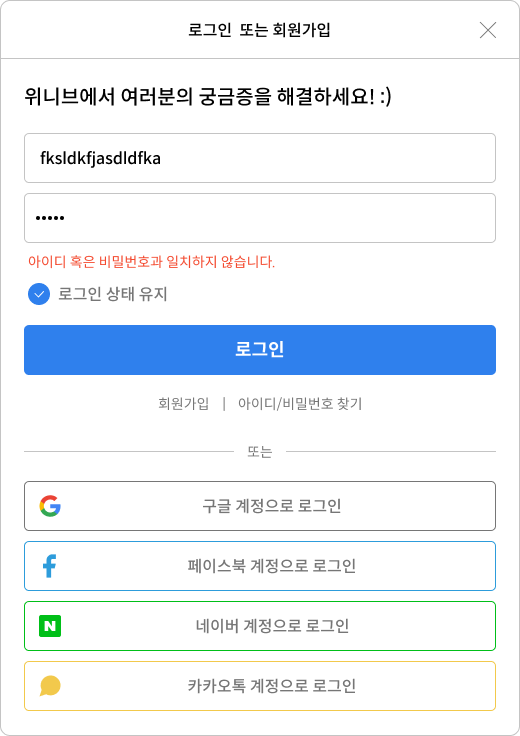 로그인 또는 회원가입
위니브에서 여러분의 궁금증을 해결하세요! :)
fksldkfjasdldfka
•••••
아이디 혹은 비밀번호과 일치하지 않습니다.
로그인 상태 유지
로그인
회원가입 | 아이디/비밀번호 찾기
또는
구글 계정으로 로그인
페이스북 계정으로 로그인
네이버 계정으로 로그인
카카오톡 계정으로 로그인